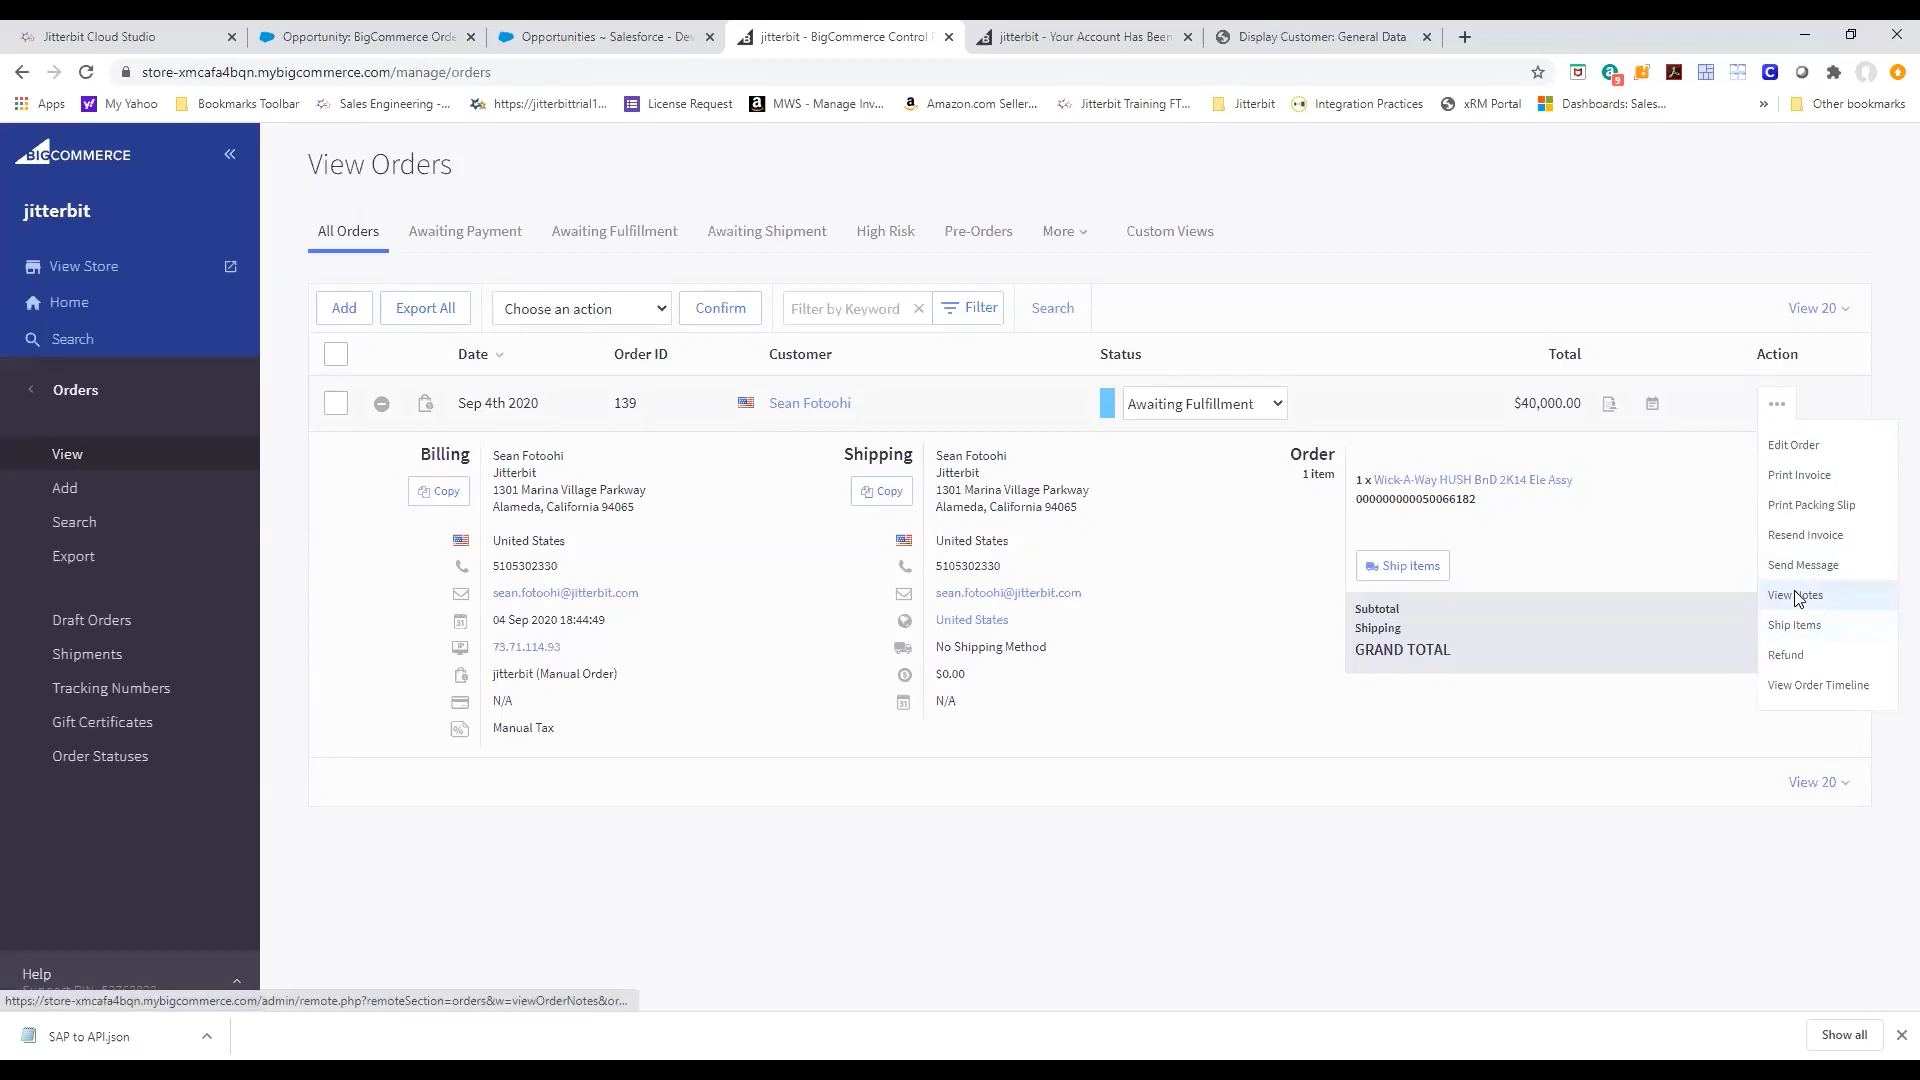 Jitterbit Cloud Studio
Opportunity: BigCommerce Orde
Opportunities ~ Salesforce - Dev
jitterbit - BigCommerce Control P
jitterbit - Your Account Has Been
Display Customer: General Data
store-xmcafa4bqn.mybigcommerce.com/manage/orders
9
Apps
My Yahoo
Bookmarks Toolbar
Sales Engineering -...
https://jitterbittrial1...
License Request
MWS - Manage Inv...
Amazon.com Seller...
Jitterbit Training FT...
Jitterbit
Integration Practices
xRM Portal
Dashboards: Sales...
»
Other bookmarks
BIGCOMMERCE
jitterbit
View Store
Home
Search
Orders
View
Add
Search
Export
Draft Orders
Shipments
Tracking Numbers
Gift Certificates
Order Statuses
Help
View Orders
All Orders
Awaiting Payment
Awaiting Fulfillment
Awaiting Shipment
High Risk
Pre-Orders
More
Custom Views
Add
Export All
Choose an action
Confirm
Filter by Keyword
Filter
Search
View 20
Date
Order ID
Customer
Status
Total
Action
Sep 4th 2020
139
Sean Fotoohi
Awaiting Fulfillment
$40,000.00
Billing
Copy
Sean Fotoohi
Jitterbit
1301 Marina Village Parkway
Alameda, California 94065
United States
5105302330
sean.fotoohi@jitterbit.com
04 Sep 2020 18:44:49
73.71.114.93
jitterbit (Manual Order)
N/A
Manual Tax
Shipping
Copy
Sean Fotoohi
Jitterbit
1301 Marina Village Parkway
Alameda, California 94065
United States
5105302330
sean.fotoohi@jitterbit.com
United States
No Shipping Method
$0.00
N/A
Order
1 item
1 x Wick-A-Way HUSH BnD 2K14 Ele Assy
000000000050066182
Ship Items
Subtotal
Shipping
GRAND TOTAL
Edit Order
Print Invoice
Print Packing Slip
Resend Invoice
Send Message
View Notes
Ship Items
Refund
View Order Timeline
View 20
https://store-xmcafa4bqn.mybigcommerce.com/admin/remote.php?remoteSection=orders&w=viewOrderNotes&or...
SAP to API.json
Show all